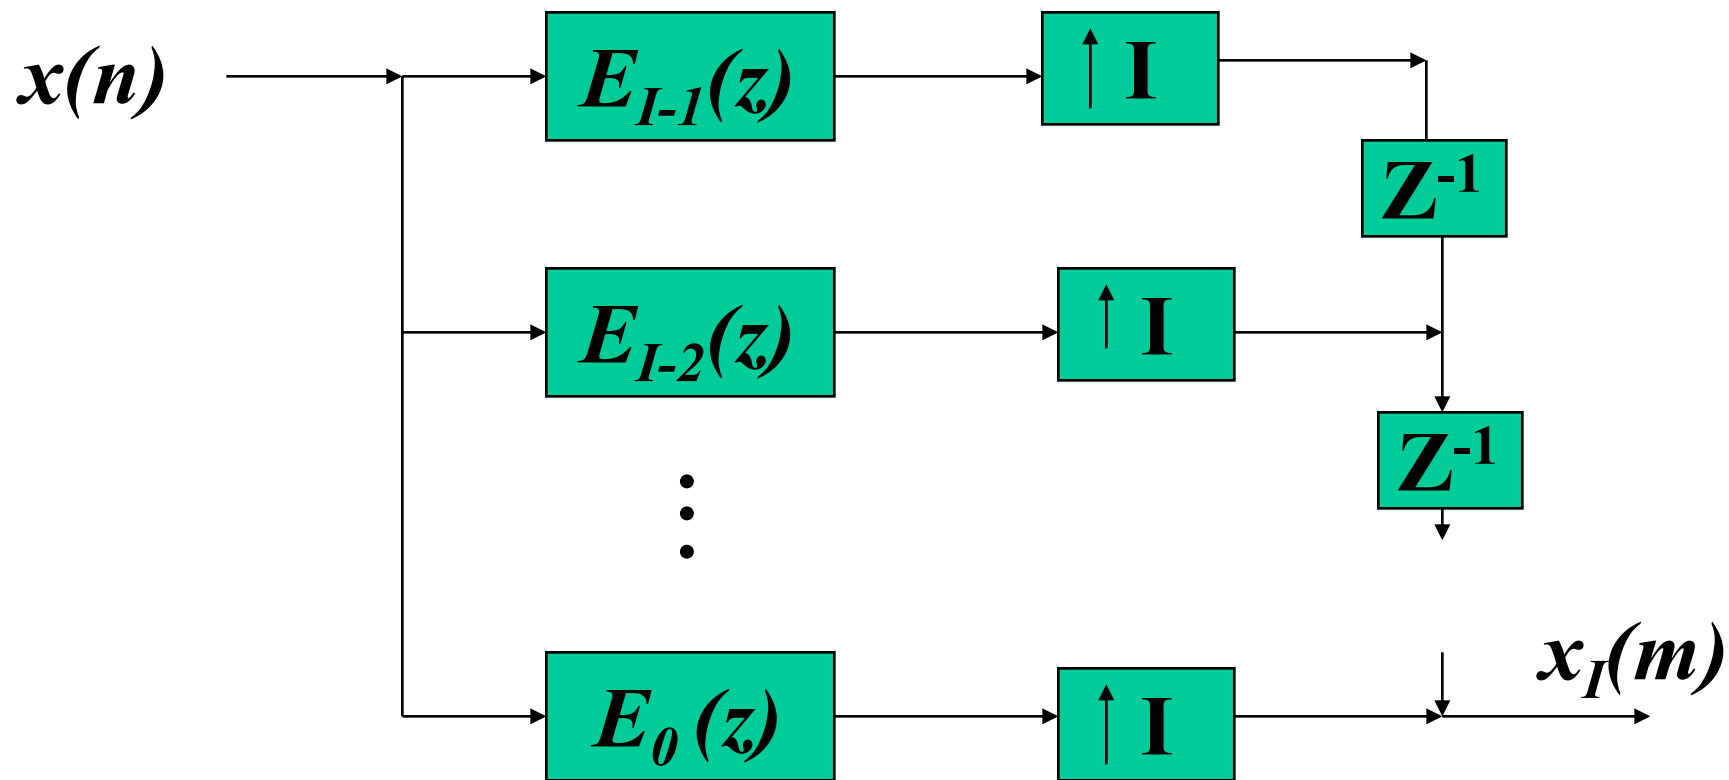 x(n)
E_{I-1}(z)
↑ I
Z^{-1}
E_{I-2}(z)
↑ I
Z^{-1}
x_I(m)
E_0(z)
↑ I